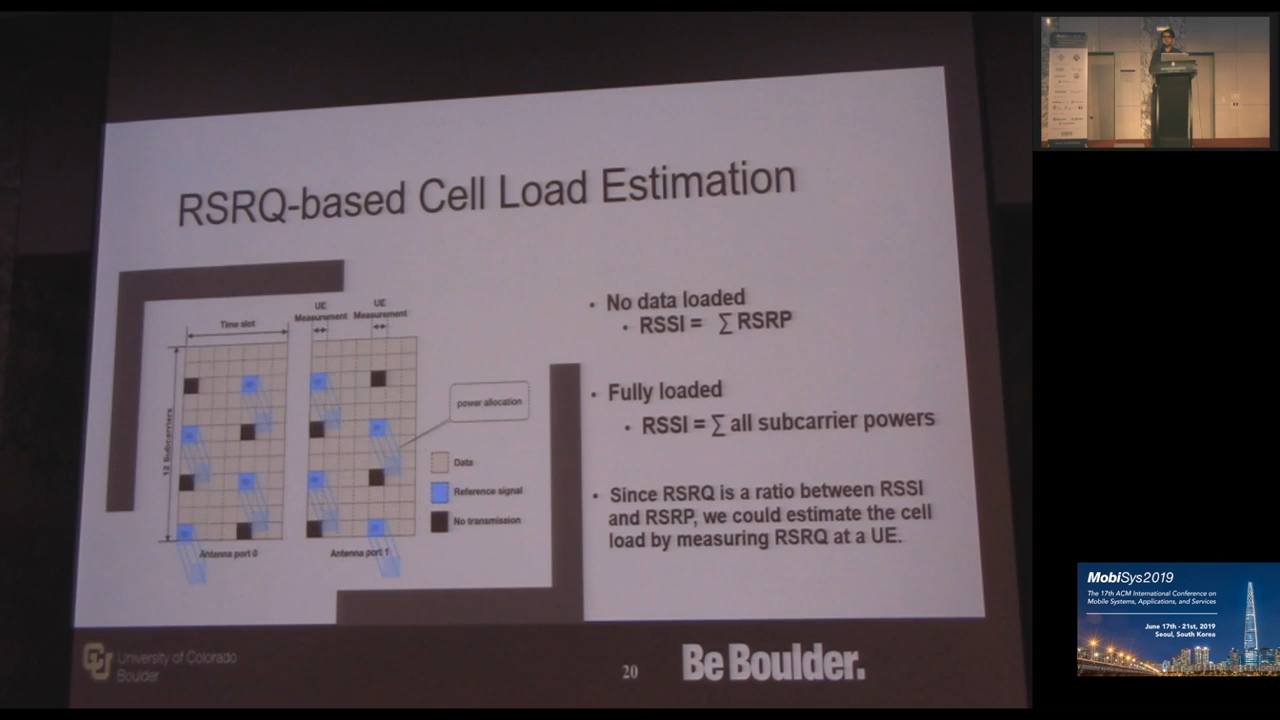 RSRQ-based Cell Load Estimation
Time slot
UE
Measurement
UE
Measurement
12 Subcarriers
power allocation
Data
Reference signal
No transmission
Antenna port 0
Antenna port 1
• No data loaded
• RSSI = ∑ RSRP
• Fully loaded
• RSSI = ∑ all subcarrier powers
• Since RSRQ is a ratio between RSSI
and RSRP, we could estimate the cell
load by measuring RSRQ at a UE.
CU
University of Colorado
Boulder
20
Be Boulder.
MobiSys2019
The 17th ACM International Conference on
Mobile Systems, Applications, and Services
June 17th - 21st, 2019
Seoul, South Korea